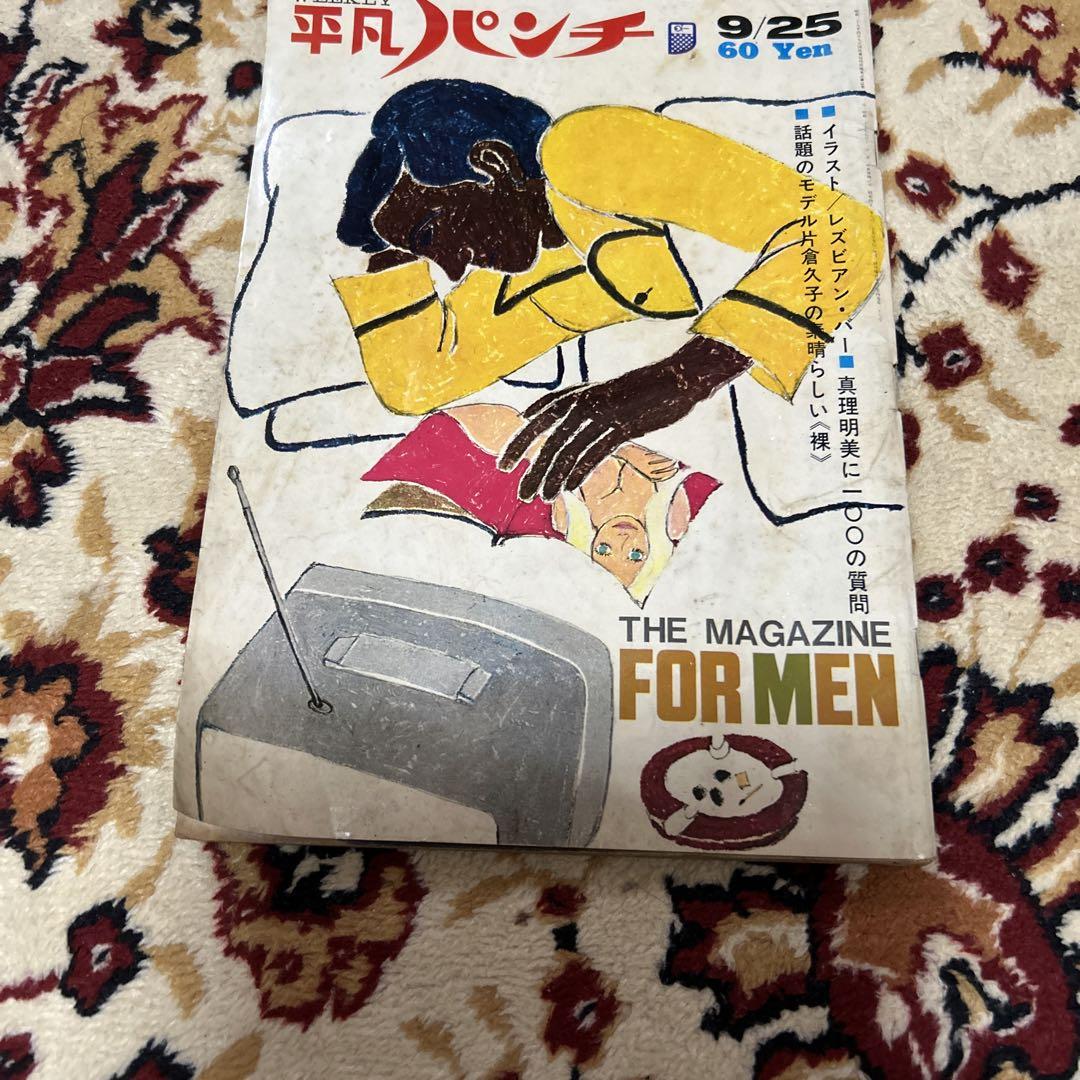 WEEKLY
平凡パンチ
9/25
60 Yen
■イラスト／レズビアン・バー■真理明美に一〇〇の質問
■話題のモデル片倉久子の素晴らしい《裸》
THE MAGAZINE
FOR MEN